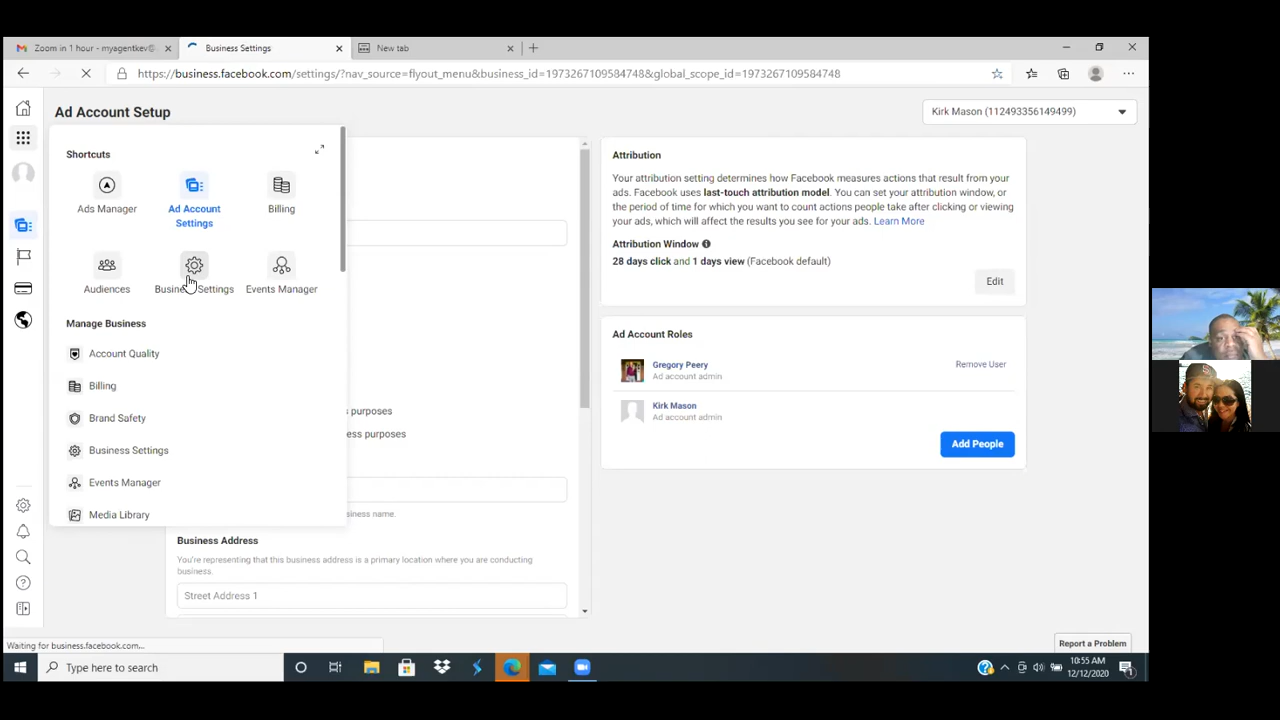 Zoom in 1 hour - myagentkev@
Business Settings
New tab
https://business.facebook.com/settings/?nav_source=flyout_menu&business_id=1973267109584748&global_scope_id=1973267109584748
Ad Account Setup
Kirk Mason (112493356149499)
Shortcuts
Ads Manager
Ad Account
Settings
Billing
Audiences
Business Settings
Events Manager
Manage Business
Account Quality
Billing
Brand Safety
Business Settings
Events Manager
Media Library
ss purposes
ess purposes
siness name.
Business Address
You're representing that this business address is a primary location where you are conducting
business.
Street Address 1
Attribution
Your attribution setting determines how Facebook measures actions that result from your
ads. Facebook uses last-touch attribution model. You can set your attribution window, or
the period of time for which you want to count actions people take after clicking or viewing
your ads, which will affect the results you see for your ads. Learn More
Attribution Window
28 days click and 1 days view (Facebook default)
Edit
Ad Account Roles
Gregory Peery
Ad account admin
Remove User
Kirk Mason
Ad account admin
Add People
Report a Problem
Waiting for business.facebook.com...
Type here to search
10:55 AM
12/12/2020